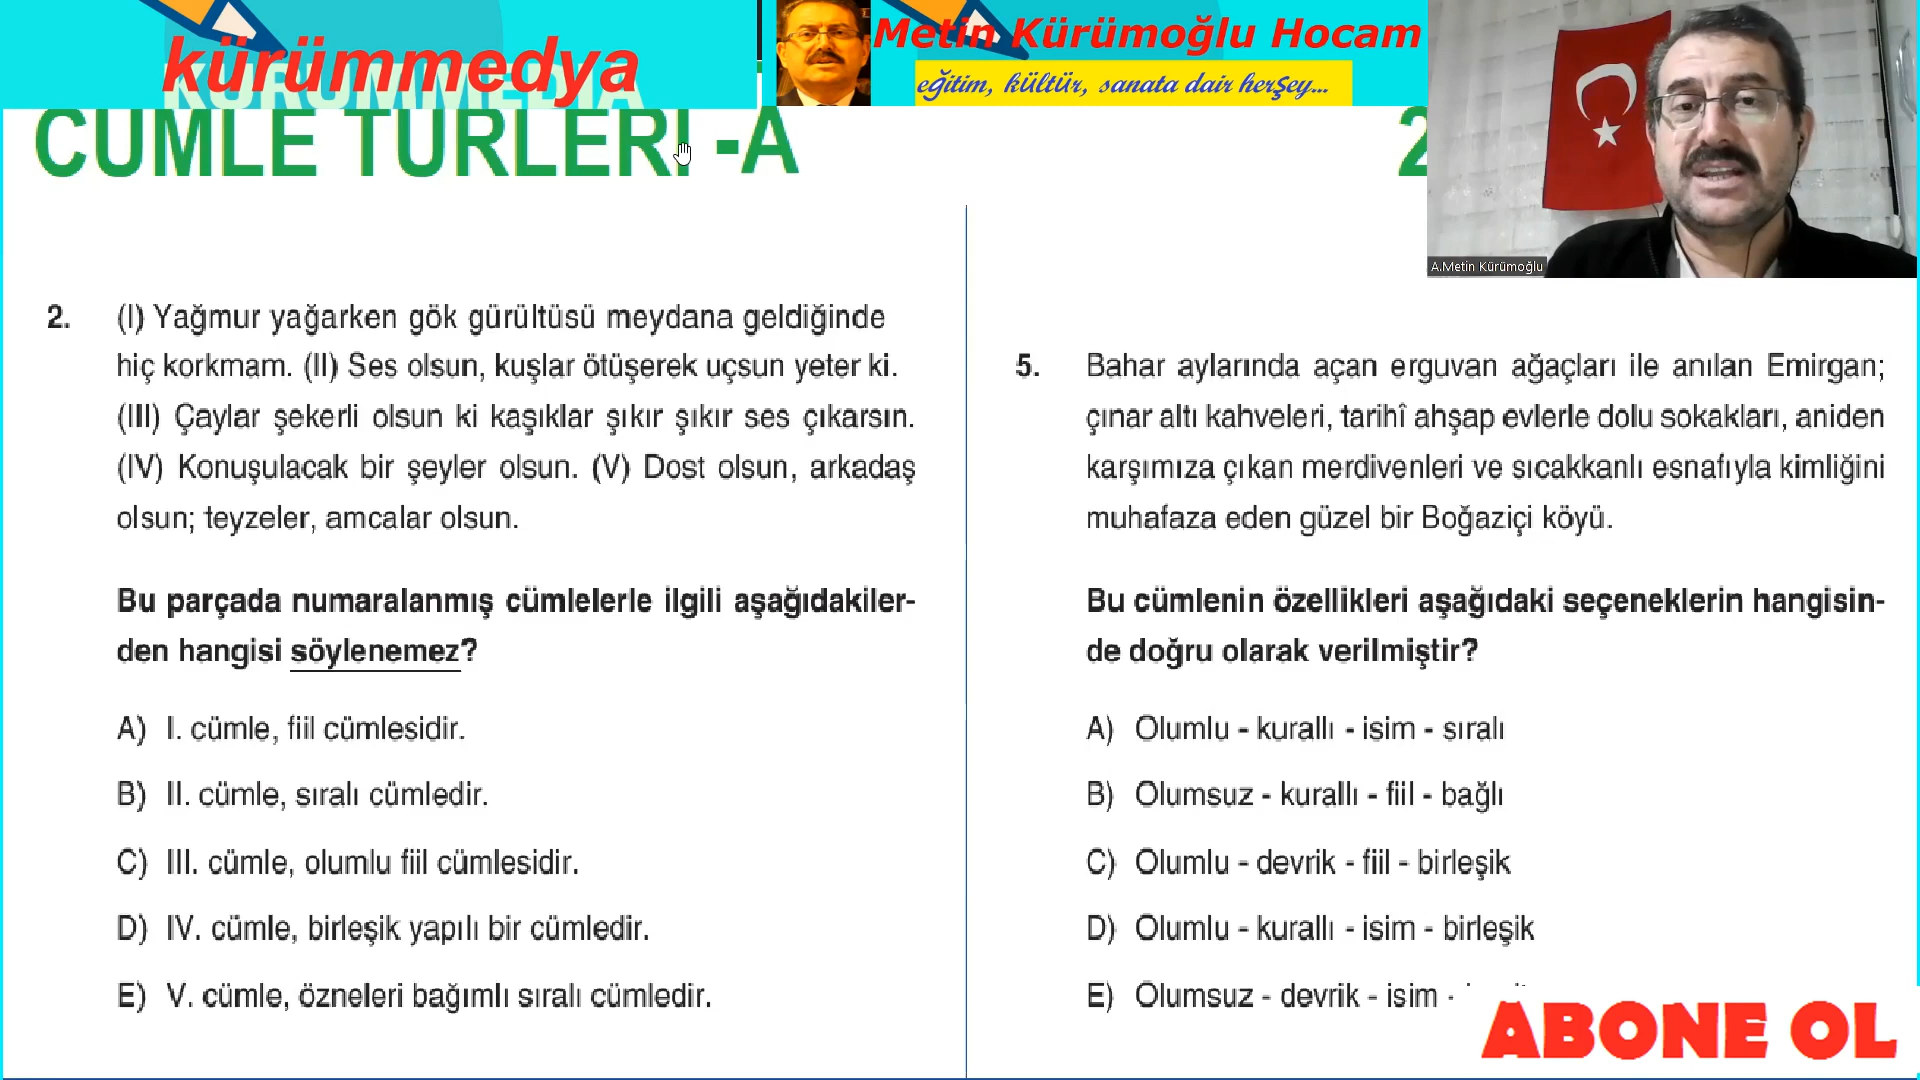 kürümmedya
KÜRÜMMEDIA
Metin Kürümoğlu Hocam
eğitim, kültür, sanata dair herşey...
CÜMLE TÜRLERİ -A
2
A.Metin Kürümoğlu
2. (I) Yağmur yağarken gök gürültüsü meydana geldiğinde
hiç korkmam. (II) Ses olsun, kuşlar ötüşerek uçsun yeter ki.
(III) Çaylar şekerli olsun ki kaşıklar şıkır şıkır ses çıkarsın.
(IV) Konuşulacak bir şeyler olsun. (V) Dost olsun, arkadaş
olsun; teyzeler, amcalar olsun.
Bu parçada numaralanmış cümlelerle ilgili aşağıdakiler-
den hangisi söylenemez?
A) I. cümle, fiil cümlesidir.
B) II. cümle, sıralı cümledir.
C) III. cümle, olumlu fiil cümlesidir.
D) IV. cümle, birleşik yapılı bir cümledir.
E) V. cümle, özneleri bağımlı sıralı cümledir.
5. Bahar aylarında açan erguvan ağaçları ile anılan Emirgan;
çınar altı kahveleri, tarihî ahşap evlerle dolu sokakları, aniden
karşımıza çıkan merdivenleri ve sıcakkanlı esnafıyla kimliğini
muhafaza eden güzel bir Boğaziçi köyü.
Bu cümlenin özellikleri aşağıdaki seçeneklerin hangisin-
de doğru olarak verilmiştir?
A) Olumlu - kurallı - isim - sıralı
B) Olumsuz - kurallı - fiil - bağlı
C) Olumlu - devrik - fiil - birleşik
D) Olumlu - kurallı - isim - birleşik
E) Olumsuz - devrik - isim -
ABONE OL